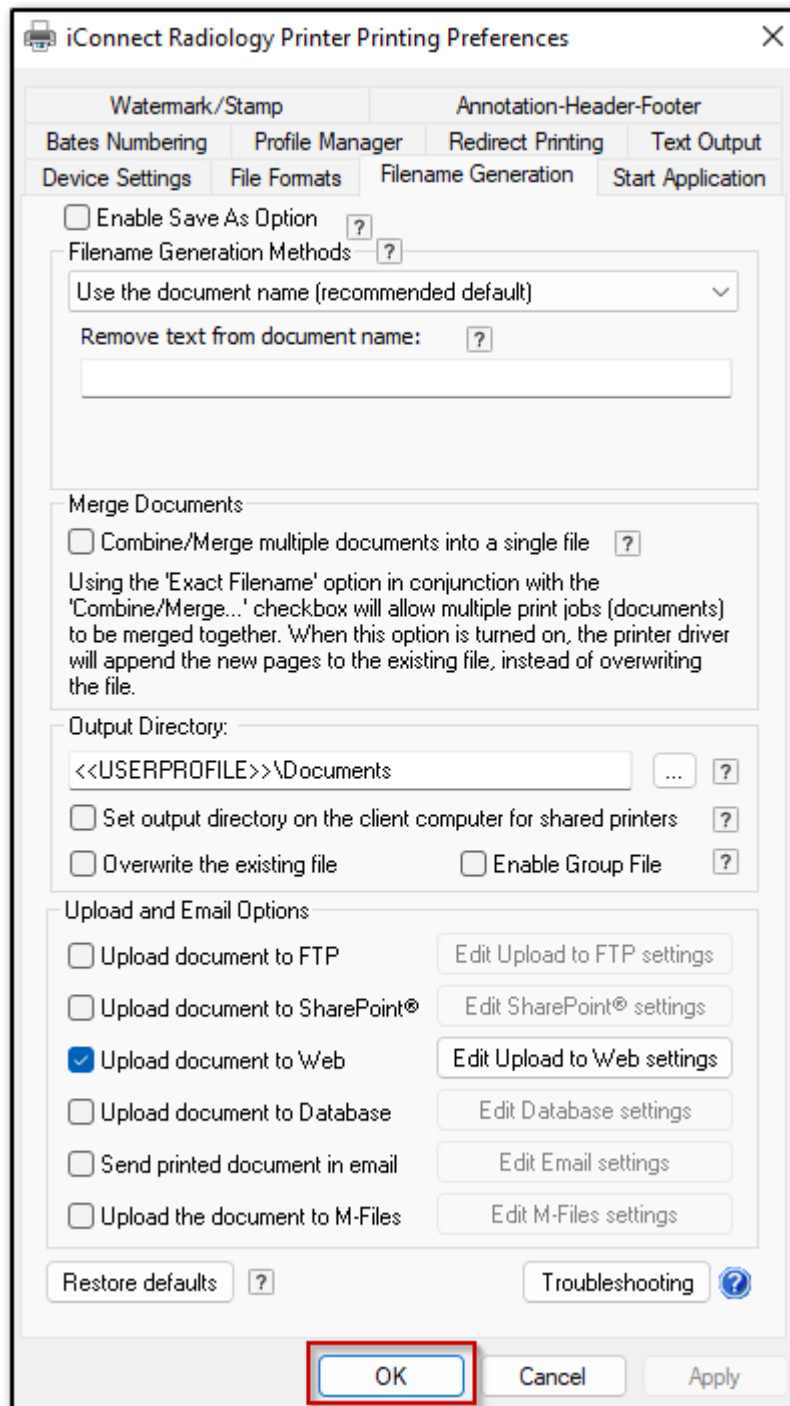 iConnect Radiology Printer Printing Preferences
Watermark/Stamp Annotation-Header-Footer
Bates Numbering Profile Manager Redirect Printing Text Output
Device Settings File Formats Filename Generation Start Application
Enable Save As Option ?
Filename Generation Methods ?
Use the document name (recommended default)
Remove text from document name: ?
Merge Documents
Combine/Merge multiple documents into a single file ?
Using the 'Exact Filename' option in conjunction with the
'Combine/Merge...' checkbox will allow multiple print jobs (documents)
to be merged together. When this option is turned on, the printer driver
will append the new pages to the existing file, instead of overwriting
the file.
Output Directory:
<<USERPROFILE>>\Documents ... ?
Set output directory on the client computer for shared printers ?
Overwrite the existing file Enable Group File ?
Upload and Email Options
Upload document to FTP Edit Upload to FTP settings
Upload document to SharePoint® Edit SharePoint® settings
Upload document to Web Edit Upload to Web settings
Upload document to Database Edit Database settings
Send printed document in email Edit Email settings
Upload the document to M-Files Edit M-Files settings
Restore defaults ? Troubleshooting ?
OK Cancel Apply